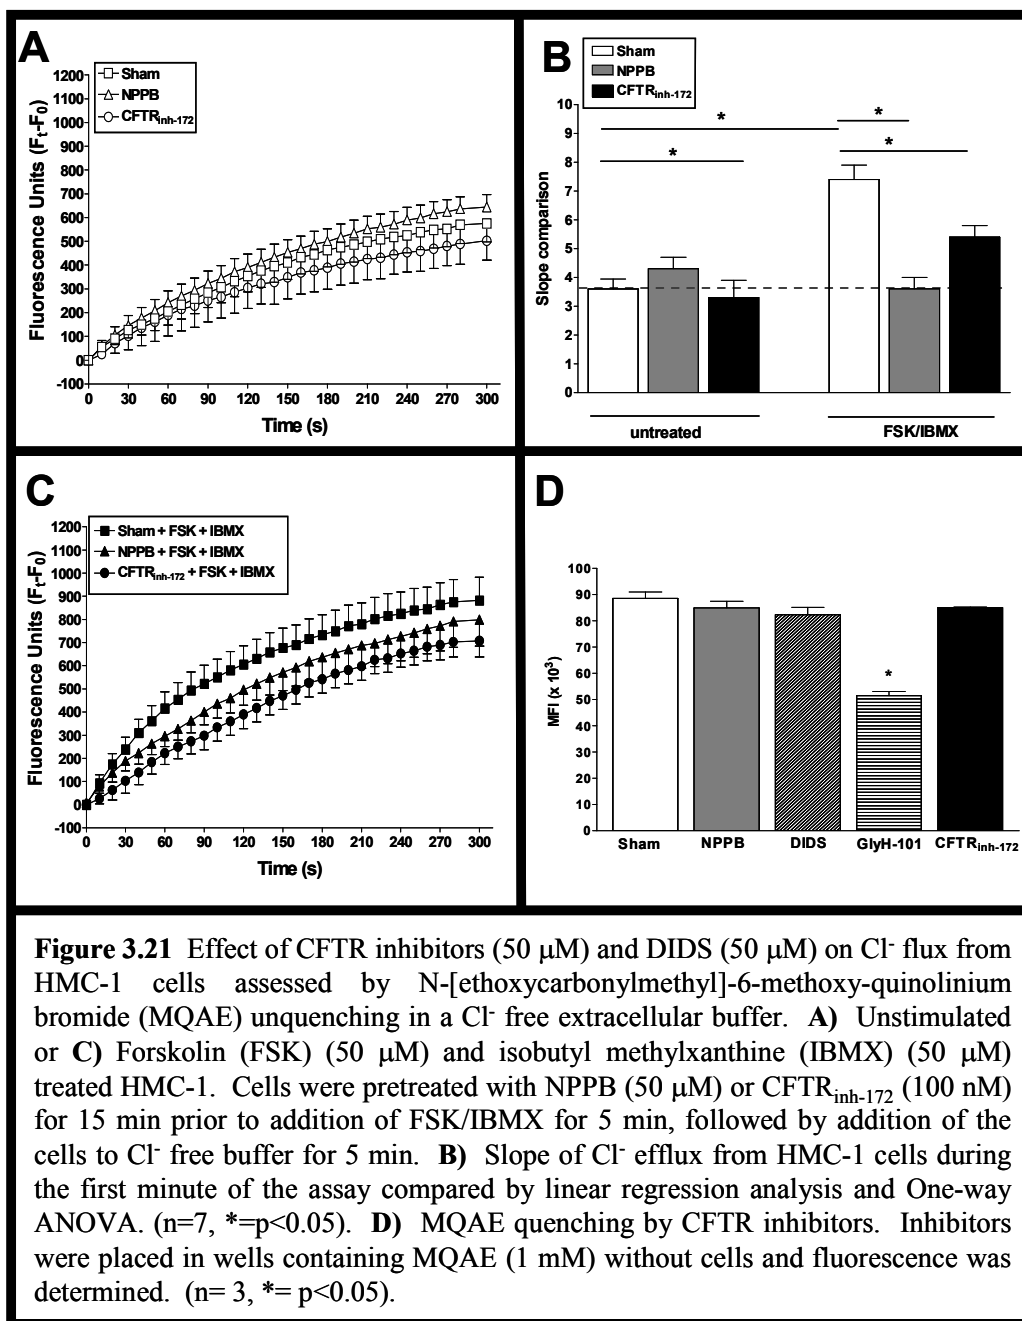 A
Sham
NPPB
CFTRinh-172
Fluorescence Units (Ft-F0)
1200
1100
1000
900
800
700
600
500
400
300
200
100
0
-100
0 30 60 90 120 150 180 210 240 270 300
Time (s)
B
Sham
NPPB
CFTRinh-172
Slope comparison
10
9
8
7
6
5
4
3
2
1
0
* * * *
untreated FSK/IBMX
C
Sham + FSK + IBMX
NPPB + FSK + IBMX
CFTRinh-172 + FSK + IBMX
Fluorescence Units (Ft-F0)
1200
1100
1000
900
800
700
600
500
400
300
200
100
0
-100
0 30 60 90 120 150 180 210 240 270 300
Time (s)
D
MFI (x 10³)
100
90
80
70
60
50
40
30
20
10
0
*
Sham NPPB DIDS GlyH-101 CFTRinh-172
Figure 3.21 Effect of CFTR inhibitors (50 μM) and DIDS (50 μM) on Cl⁻ flux from
HMC-1 cells assessed by N-[ethoxycarbonylmethyl]-6-methoxy-quinolinium
bromide (MQAE) unquenching in a Cl⁻ free extracellular buffer. A) Unstimulated
or C) Forskolin (FSK) (50 μM) and isobutyl methylxanthine (IBMX) (50 μM)
treated HMC-1. Cells were pretreated with NPPB (50 μM) or CFTRinh-172 (100 nM)
for 15 min prior to addition of FSK/IBMX for 5 min, followed by addition of the
cells to Cl⁻ free buffer for 5 min. B) Slope of Cl⁻ efflux from HMC-1 cells during
the first minute of the assay compared by linear regression analysis and One-way
ANOVA. (n=7, *=p<0.05). D) MQAE quenching by CFTR inhibitors. Inhibitors
were placed in wells containing MQAE (1 mM) without cells and fluorescence was
determined. (n= 3, *= p<0.05).